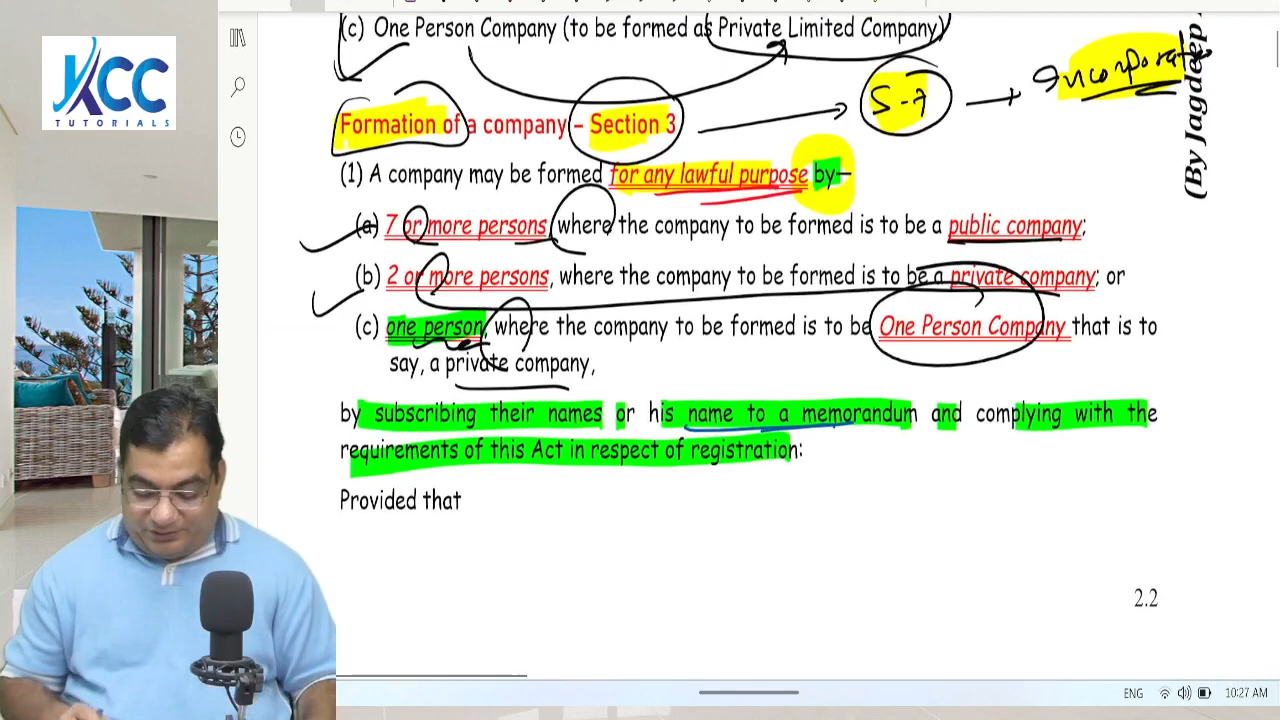 (c) One Person Company (to be formed as Private Limited Company)
KCC
TUTORIALS
S-7
Incorporate
(By Jagdeep
Formation of a company – Section 3
(1) A company may be formed for any lawful purpose by—
(a) 7 or more persons, where the company to be formed is to be a public company;
(b) 2 or more persons, where the company to be formed is to be a private company; or
(c) one person, where the company to be formed is to be One Person Company that is to
say, a private company,
by subscribing their names or his name to a memorandum and complying with the
requirements of this Act in respect of registration:
Provided that
2.2
ENG
10:27 AM